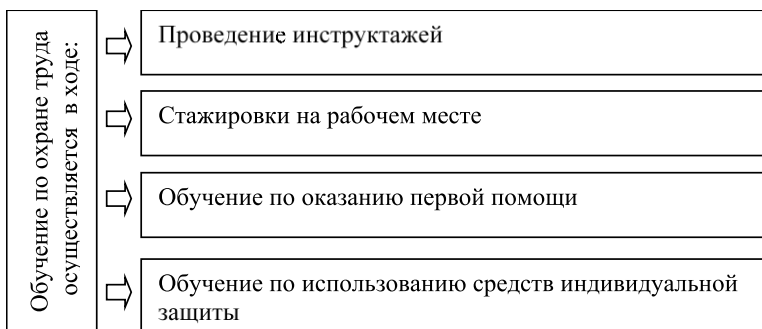 Обучение по охране труда
осуществляется в ходе:
Проведение инструктажей
Стажировки на рабочем месте
Обучение по оказанию первой помощи
Обучение по использованию средств индивидуальной
защиты